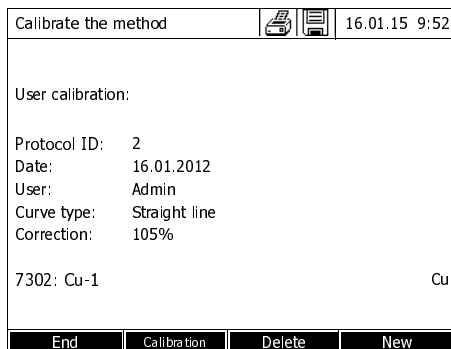 Calibrate the method 16.01.15 9:52
User calibration:
Protocol ID: 2
Date: 16.01.2012
User: Admin
Curve type: Straight line
Correction: 105%
7302: Cu-1 Cu
End Calibration Delete New